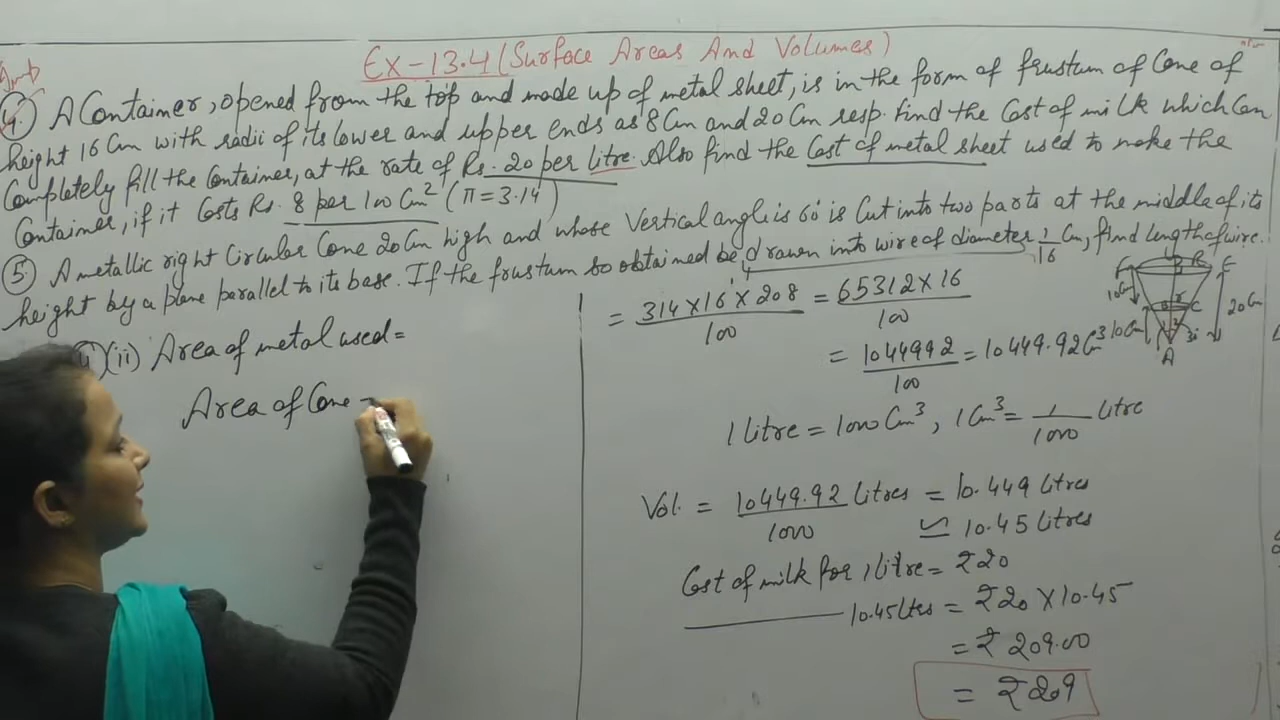 Ex-13.4 (Surface Areas And Volumes)
4. A Container, opened from the top and made up of metal sheet, is in the form of frustum of Cone of
height 16 Cm with radii of its lower and upper ends as 8 Cm and 20 Cm resp. Find the Cost of milk which Can
Completely fill the Container, at the rate of Rs. 20 per litre. Also find the Cost of metal sheet used to make the
Container, if it Costs Rs. 8 per 100 Cm² (π = 3.14)
5 A metallic right Circular Cone 20 Cm high and whose Vertical angle is 60° is Cut into two parts at the middle of its
height by a plane parallel to its base. If the frustum so obtained be drawn into wire of diameter 1/16 Cm, find length of wire.
(ii) Area of metal used =
Area of Cone
= 314 × 16 × 208 / 100 = 65312 × 16 / 100
= 1044992 / 100 = 10449.92 Cm³
1 litre = 1000 Cm³, 1 Cm³ = 1/1000 litre
Vol. = 10449.92 / 1000 litres = 10.449 litres
≃ 10.45 litres
Cost of milk for 1 litre = ₹20
10.45 ltrs = ₹20 × 10.45
= ₹209.00
= ₹209
F
R
E
10 Cm
r
C
20 Cm
10 Cm
A